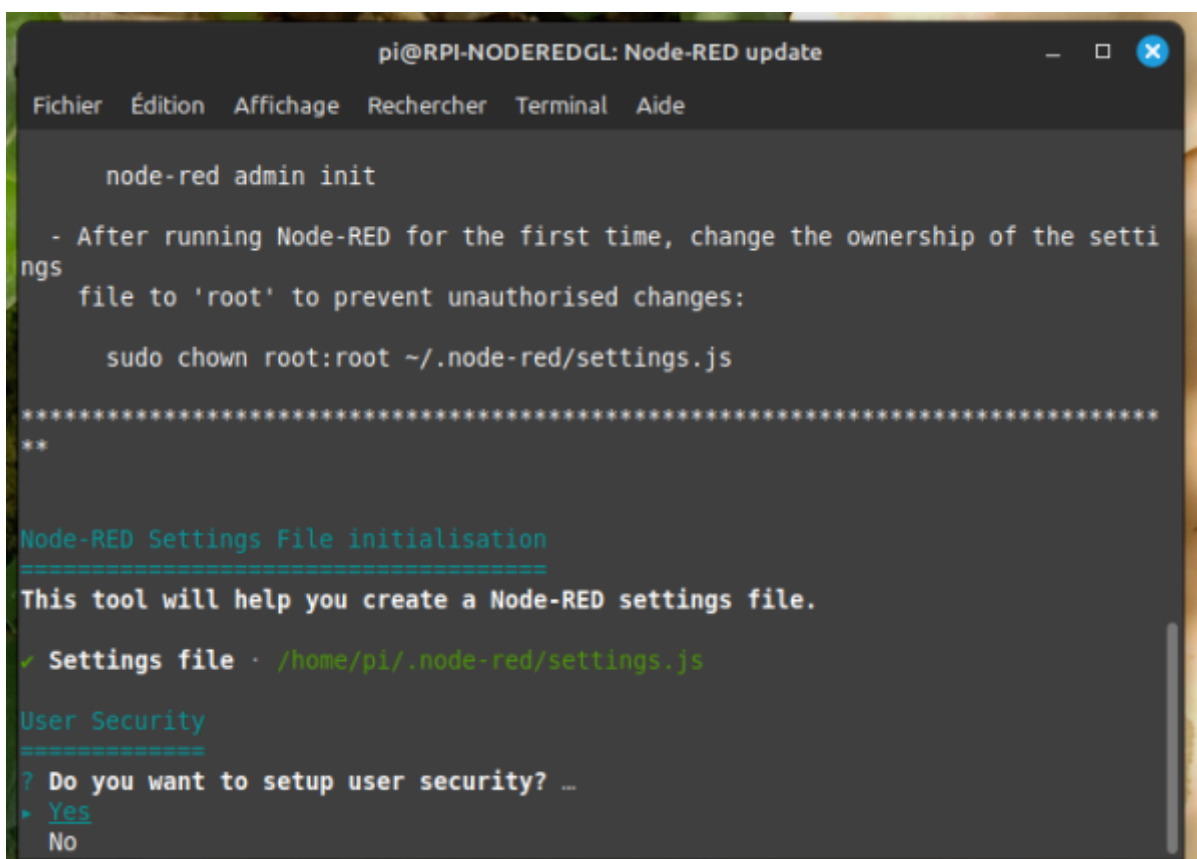 pi@RPI-NODEREDGL: Node-RED update
Fichier Édition Affichage Rechercher Terminal Aide
node-red admin init
- After running Node-RED for the first time, change the ownership of the setti
ngs
file to 'root' to prevent unauthorised changes:
sudo chown root:root ~/.node-red/settings.js
********************************************************************************
**
Node-RED Settings File initialisation
=====================================
This tool will help you create a Node-RED settings file.
✔ Settings file · /home/pi/.node-red/settings.js
User Security
=============
? Do you want to setup user security? …
▸ Yes
No